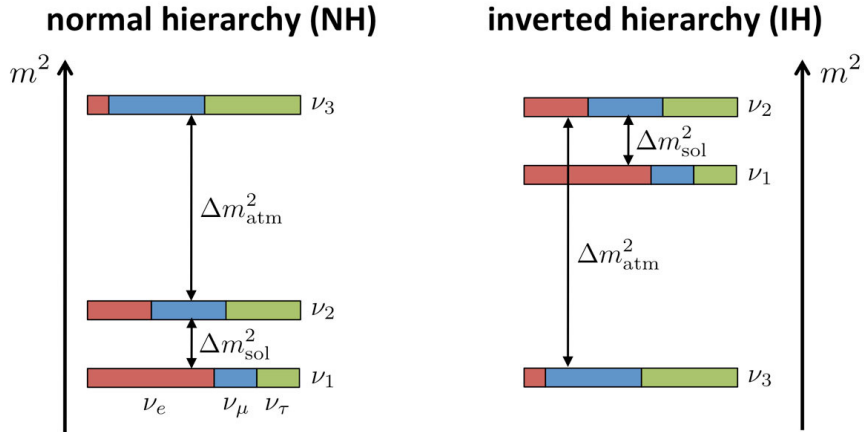 normal hierarchy (NH)
m²
ν₃
Δm²atm
ν₂
Δm²sol
ν₁
νe νμ ντ
inverted hierarchy (IH)
m²
ν₂
Δm²sol
ν₁
Δm²atm
ν₃